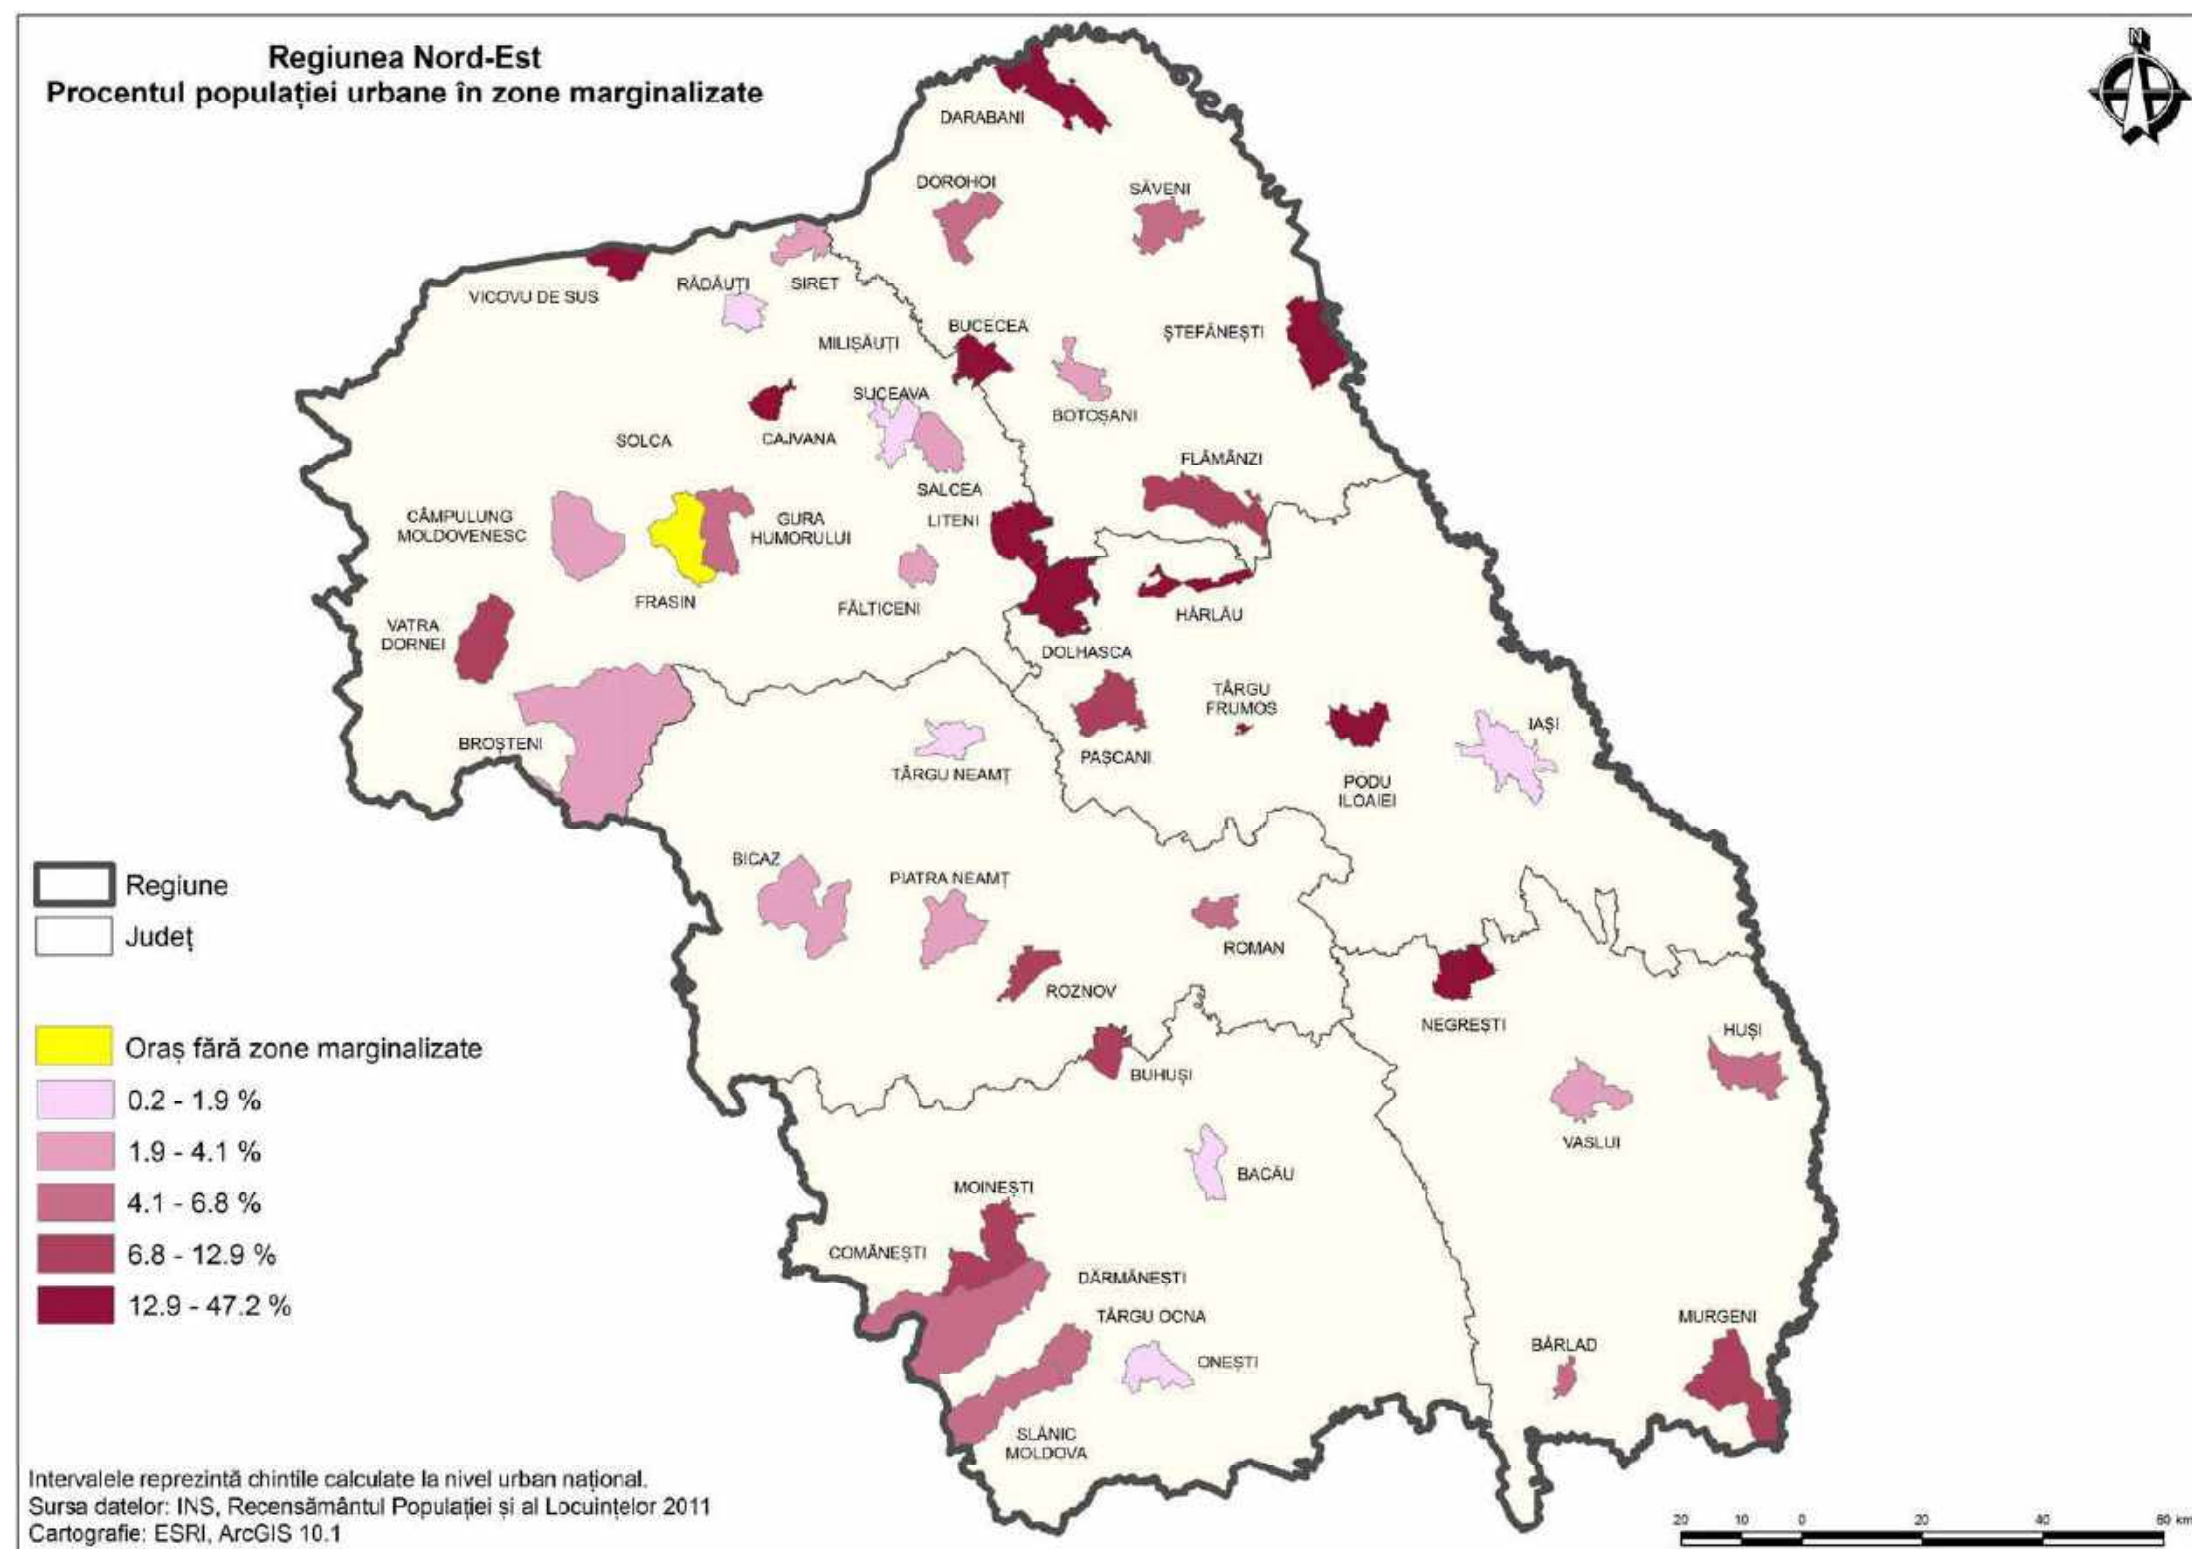 Regiunea Nord-Est
Procentul populației urbane în zone marginalizate
N
DARABANI
DOROHOI
SĂVENI
VICOVU DE SUS
RĂDĂUȚI
SIRET
MILIȘĂUȚI
BUCECEA
ȘTEFĂNEȘTI
SUCEAVA
BOTOȘANI
SOLCA
CAJVANA
FLĂMÂNZI
SALCEA
CÂMPULUNG
MOLDOVENESC
GURA
HUMORULUI
LITENI
FRASIN
FĂLTICENI
HÂRLĂU
VATRA
DORNEI
DOLHASCA
TÂRGU
FRUMOS
BROȘTENI
IAȘI
PAȘCANI
TÂRGU NEAMȚ
PODU
ILOAIEI
BICAZ
PIATRA NEAMȚ
ROMAN
ROZNOV
NEGREȘTI
HUȘI
BUHUȘI
VASLUI
BACĂU
MOINEȘTI
COMĂNEȘTI
DĂRMĂNEȘTI
TÂRGU OCNA
ONEȘTI
BÂRLAD
MURGENI
SLĂNIC
MOLDOVA
Regiune
Județ
Oraș fără zone marginalizate
0.2 - 1.9 %
1.9 - 4.1 %
4.1 - 6.8 %
6.8 - 12.9 %
12.9 - 47.2 %
Intervalele reprezintă chintile calculate la nivel urban național.
Sursa datelor: INS, Recensământul Populației și al Locuințelor 2011
Cartografie: ESRI, ArcGIS 10.1
20 10 0 20 40 60 km